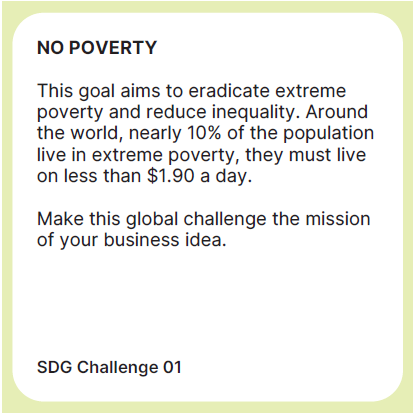 NO POVERTY
This goal aims to eradicate extreme
poverty and reduce inequality. Around
the world, nearly 10% of the population
live in extreme poverty, they must live
on less than $1.90 a day.
Make this global challenge the mission
of your business idea.
SDG Challenge 01